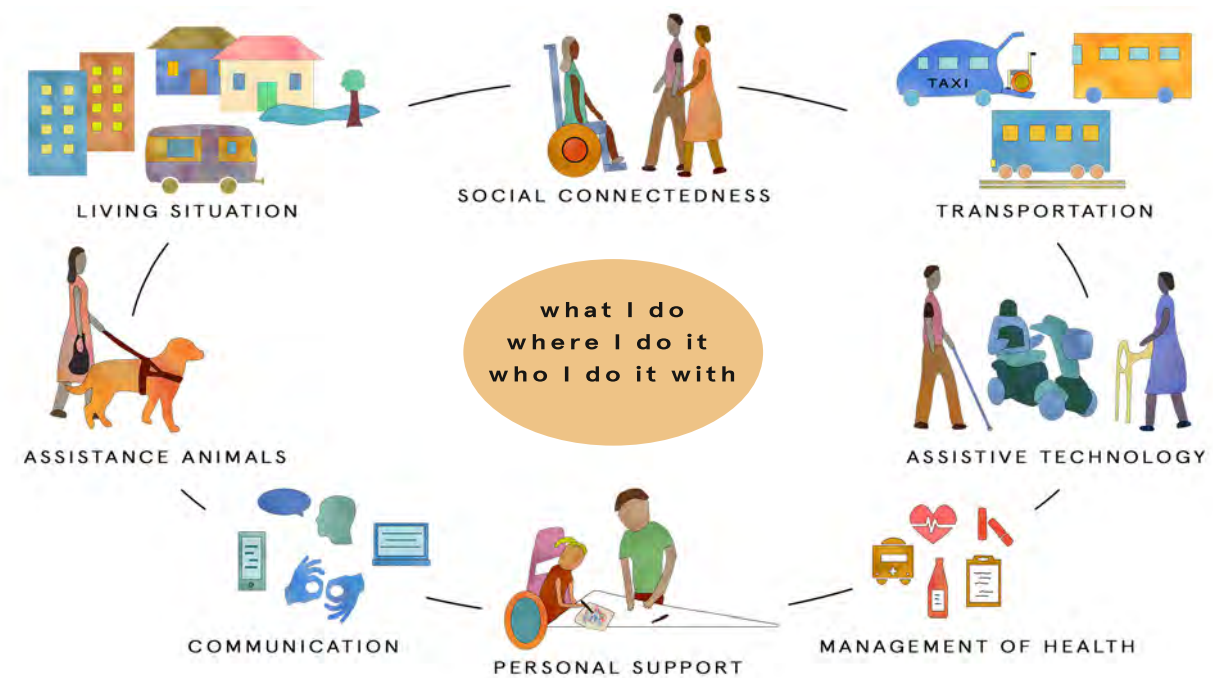 TAXI
LIVING SITUATION
SOCIAL CONNECTEDNESS
TRANSPORTATION
what I do
where I do it
who I do it with
ASSISTANCE ANIMALS
ASSISTIVE TECHNOLOGY
COMMUNICATION
PERSONAL SUPPORT
MANAGEMENT OF HEALTH